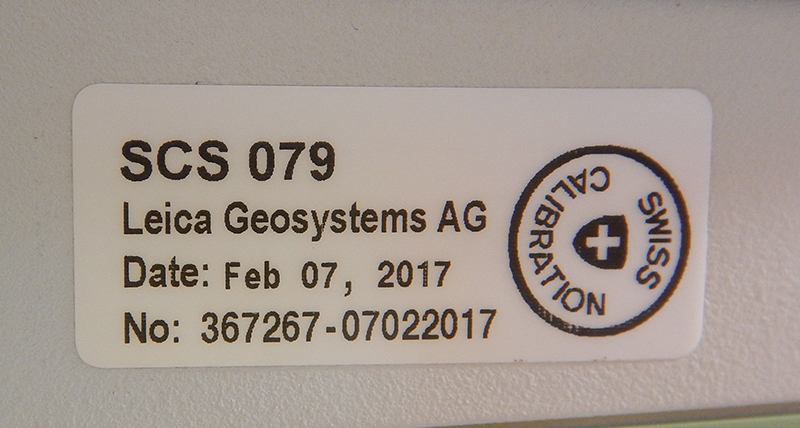 SCS 079
Leica Geosystems AG
Date: Feb 07, 2017
No: 367267-07022017
SWISS
CALIBRATION